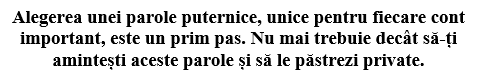 Alegerea unei parole puternice, unice pentru fiecare cont
important, este un prim pas. Nu mai trebuie decât să-ți
amintești aceste parole și să le păstrezi private.